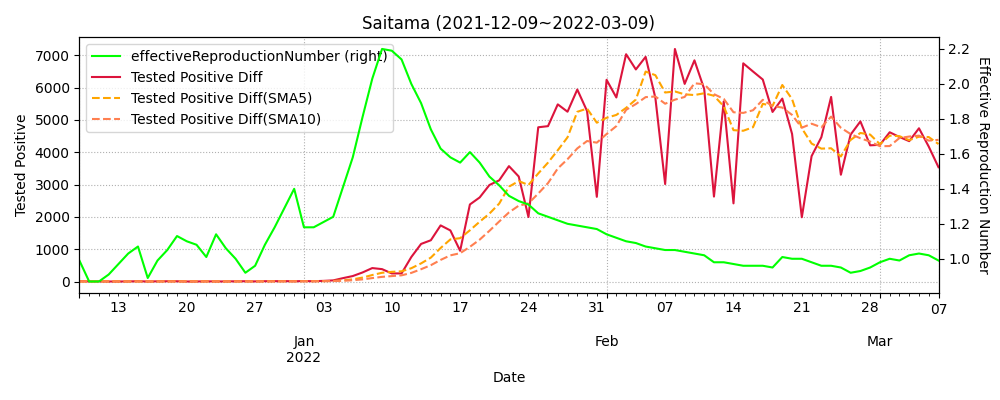 Saitama (2021-12-09~2022-03-09)
effectiveReproductionNumber (right)
Tested Positive Diff
Tested Positive Diff(SMA5)
Tested Positive Diff(SMA10)
Tested Positive
7000
6000
5000
4000
3000
2000
1000
0
2.2
2.0
1.8
1.6
1.4
1.2
1.0
Effective Reproduction Number
13 20 27 03 10 17 24 31 07 14 21 28 07
Jan Feb Mar
2022
Date